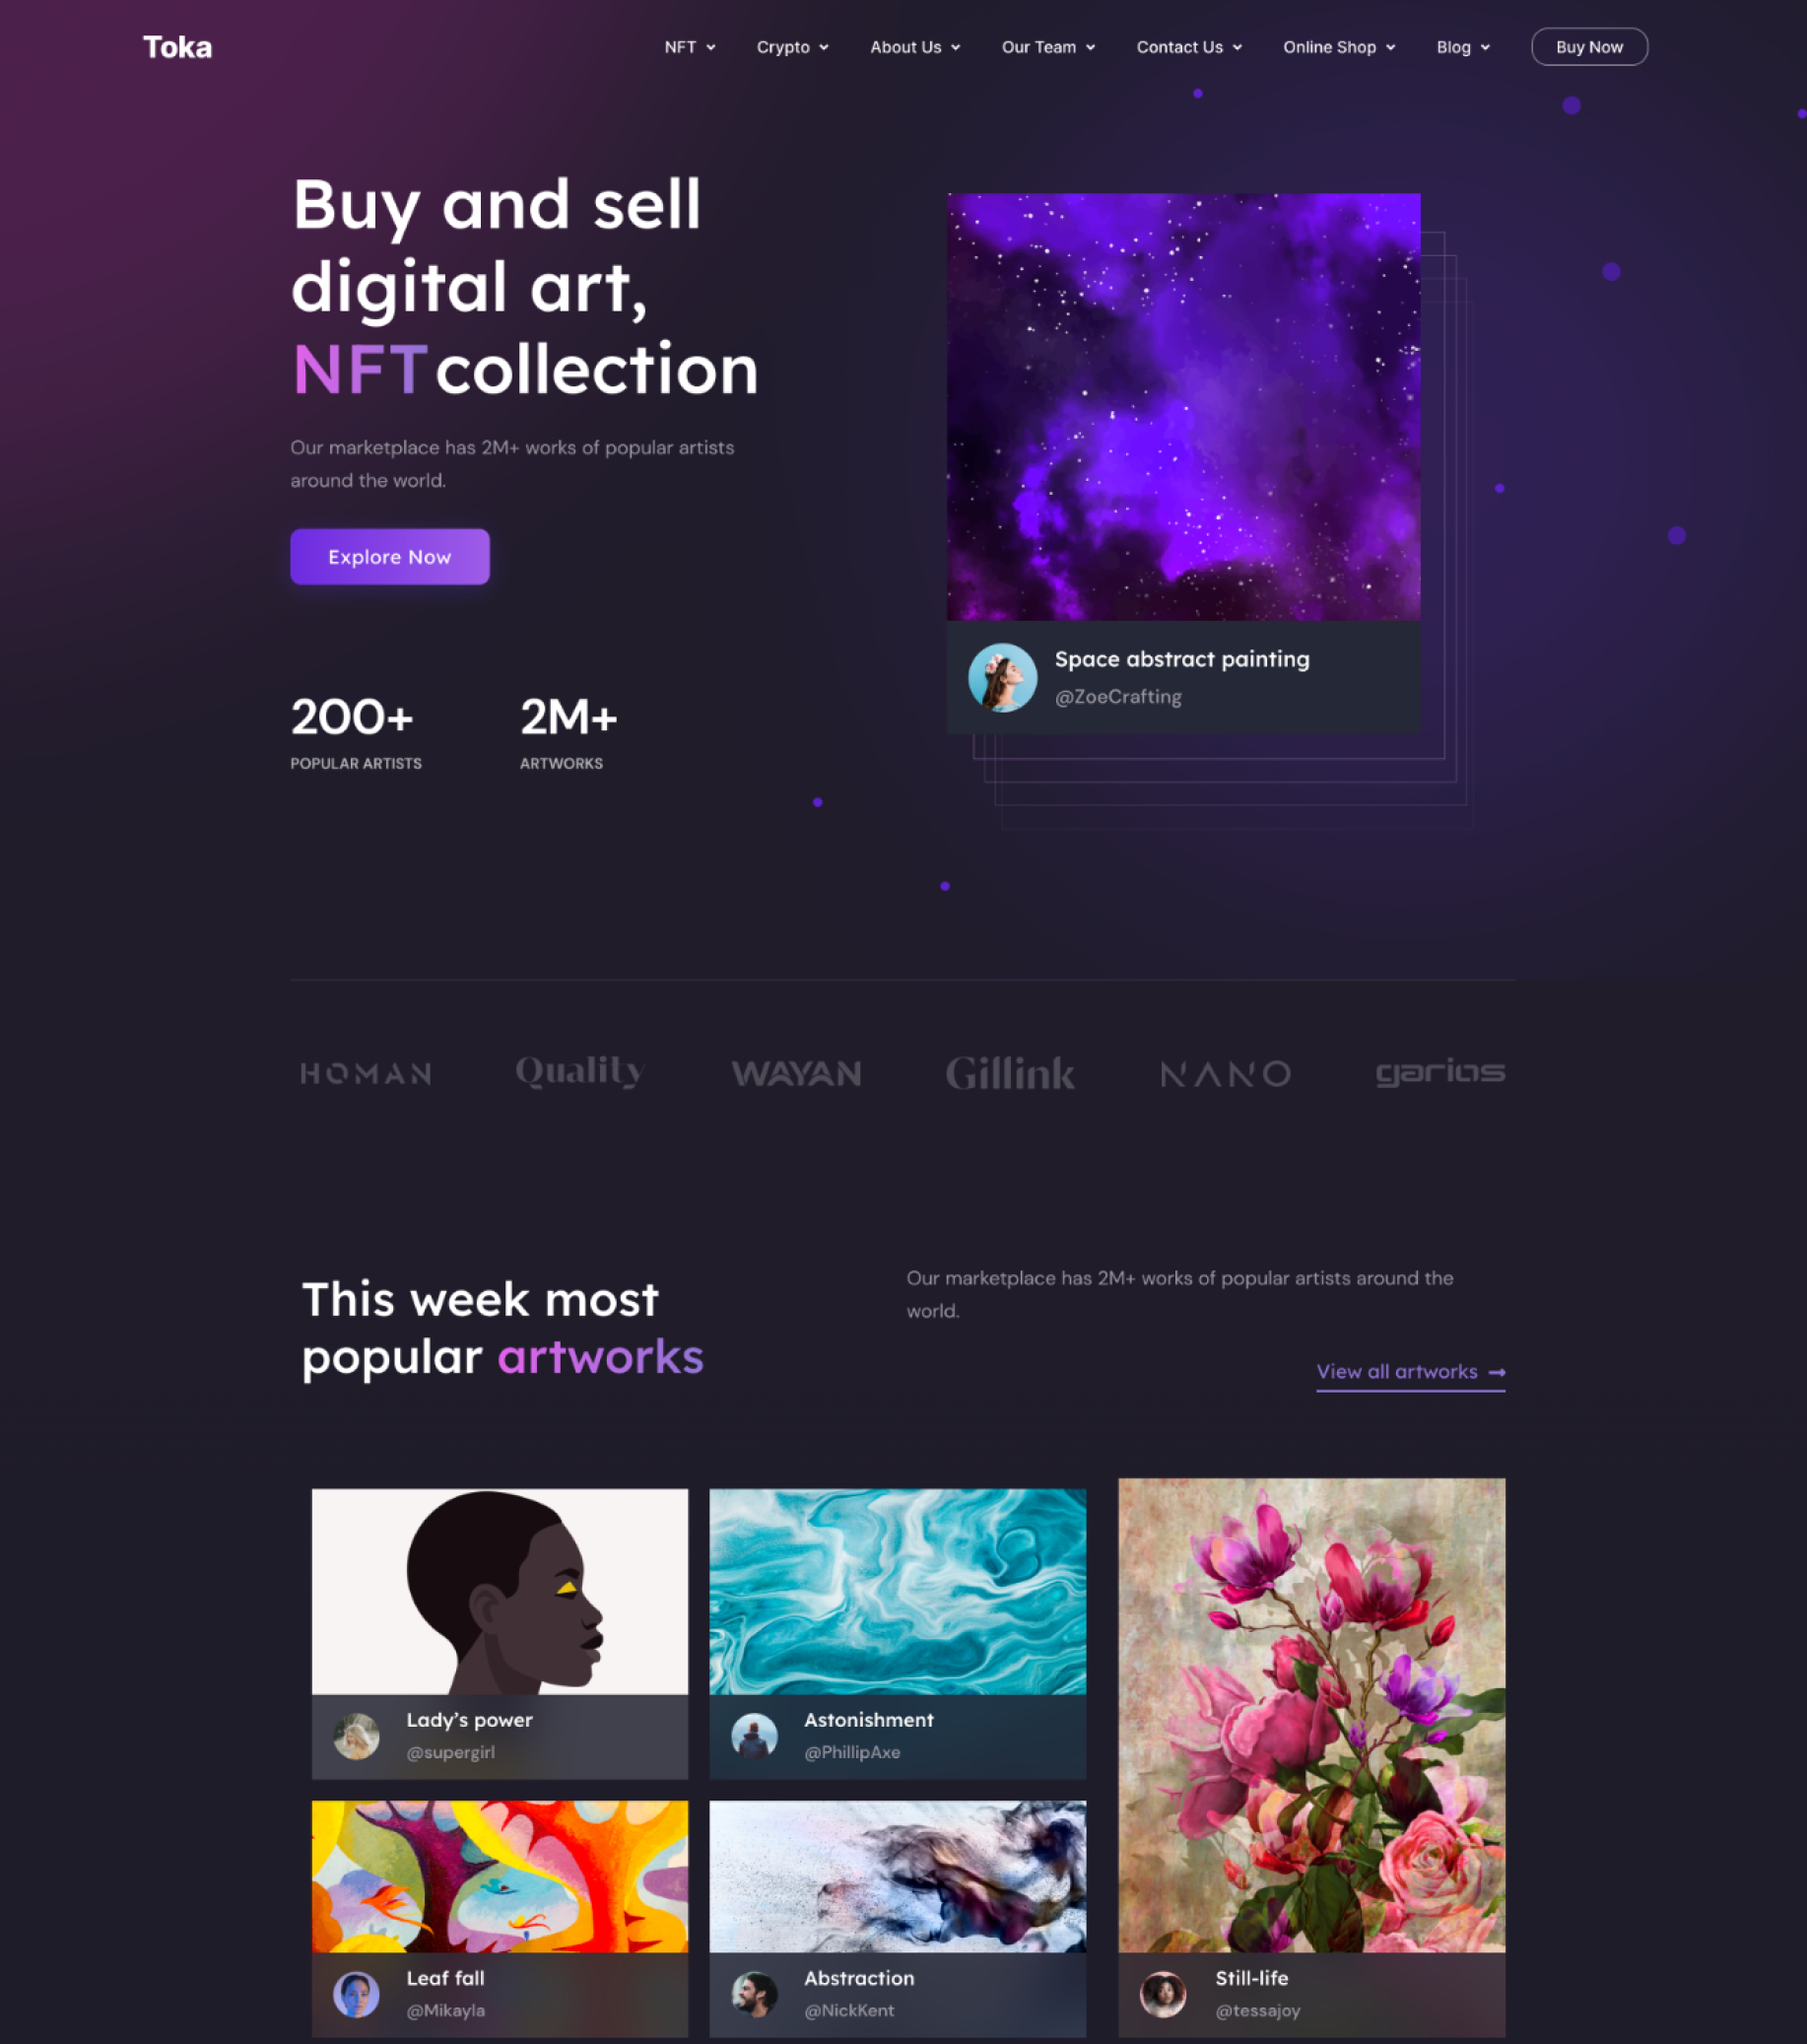 Toka
NFT
Crypto
About Us
Our Team
Contact Us
Online Shop
Blog
Buy Now
Buy and sell
digital art,
NFT collection
Our marketplace has 2M+ works of popular artists
around the world.
Explore Now
200+
POPULAR ARTISTS
2M+
ARTWORKS
Space abstract painting
@ZoeCrafting
HOMAN
Quality
WAYAN
Gillink
NANO
garios
This week most
popular artworks
Our marketplace has 2M+ works of popular artists around the
world.
View all artworks →
Lady’s power
@supergirl
Astonishment
@PhillipAxe
Leaf fall
@Mikayla
Abstraction
@NickKent
Still-life
@tessajoy